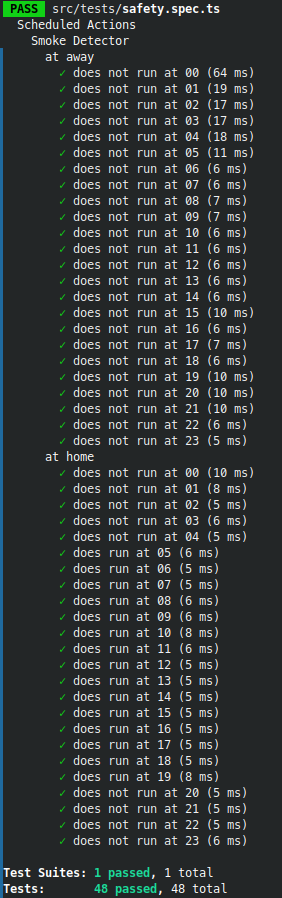 PASS src/tests/safety.spec.ts
Scheduled Actions
Smoke Detector
at away
✓ does not run at 00 (64 ms)
✓ does not run at 01 (19 ms)
✓ does not run at 02 (17 ms)
✓ does not run at 03 (17 ms)
✓ does not run at 04 (18 ms)
✓ does not run at 05 (11 ms)
✓ does not run at 06 (6 ms)
✓ does not run at 07 (6 ms)
✓ does not run at 08 (7 ms)
✓ does not run at 09 (7 ms)
✓ does not run at 10 (6 ms)
✓ does not run at 11 (6 ms)
✓ does not run at 12 (6 ms)
✓ does not run at 13 (6 ms)
✓ does not run at 14 (6 ms)
✓ does not run at 15 (10 ms)
✓ does not run at 16 (6 ms)
✓ does not run at 17 (7 ms)
✓ does not run at 18 (6 ms)
✓ does not run at 19 (10 ms)
✓ does not run at 20 (10 ms)
✓ does not run at 21 (10 ms)
✓ does not run at 22 (6 ms)
✓ does not run at 23 (5 ms)
at home
✓ does not run at 00 (10 ms)
✓ does not run at 01 (8 ms)
✓ does not run at 02 (5 ms)
✓ does not run at 03 (6 ms)
✓ does not run at 04 (5 ms)
✓ does run at 05 (6 ms)
✓ does run at 06 (5 ms)
✓ does run at 07 (5 ms)
✓ does run at 08 (6 ms)
✓ does run at 09 (6 ms)
✓ does run at 10 (8 ms)
✓ does run at 11 (6 ms)
✓ does run at 12 (5 ms)
✓ does run at 13 (5 ms)
✓ does run at 14 (5 ms)
✓ does run at 15 (5 ms)
✓ does run at 16 (5 ms)
✓ does run at 17 (5 ms)
✓ does run at 18 (5 ms)
✓ does run at 19 (8 ms)
✓ does not run at 20 (5 ms)
✓ does not run at 21 (5 ms)
✓ does not run at 22 (5 ms)
✓ does not run at 23 (6 ms)
Test Suites: 1 passed, 1 total
Tests: 48 passed, 48 total